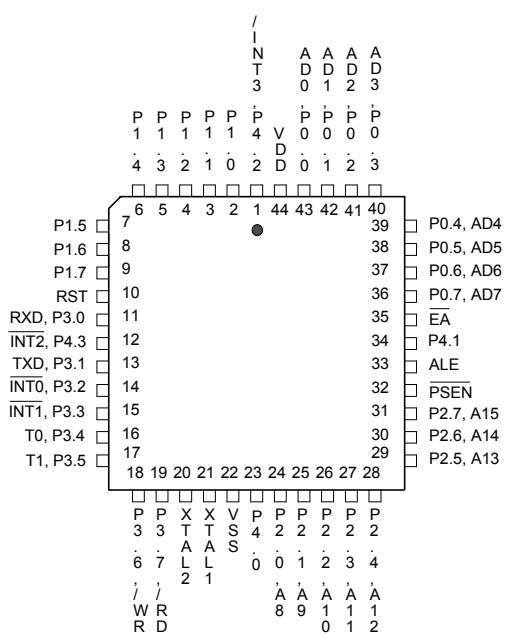 P1.4
P1.3
P1.2
P1.1
P1.0
/INT3,P4.2
VDD
AD0,P0.0
AD1,P0.1
AD2,P0.2
AD3,P0.3
6 5 4 3 2 1 44 43 42 41 40
P1.5 7
P1.6 8
P1.7 9
RST 10
RXD, P3.0 11
INT2, P4.3 12
TXD, P3.1 13
INT0, P3.2 14
INT1, P3.3 15
T0, P3.4 16
T1, P3.5 17
39 P0.4, AD4
38 P0.5, AD5
37 P0.6, AD6
36 P0.7, AD7
35 EA
34 P4.1
33 ALE
32 PSEN
31 P2.7, A15
30 P2.6, A14
29 P2.5, A13
18 19 20 21 22 23 24 25 26 27 28
P3.6,/WR
P3.7,/RD
XTAL2
XTAL1
VSS
P4.0
P2.0,A8
P2.1,A9
P2.2,A10
P2.3,A11
P2.4,A12